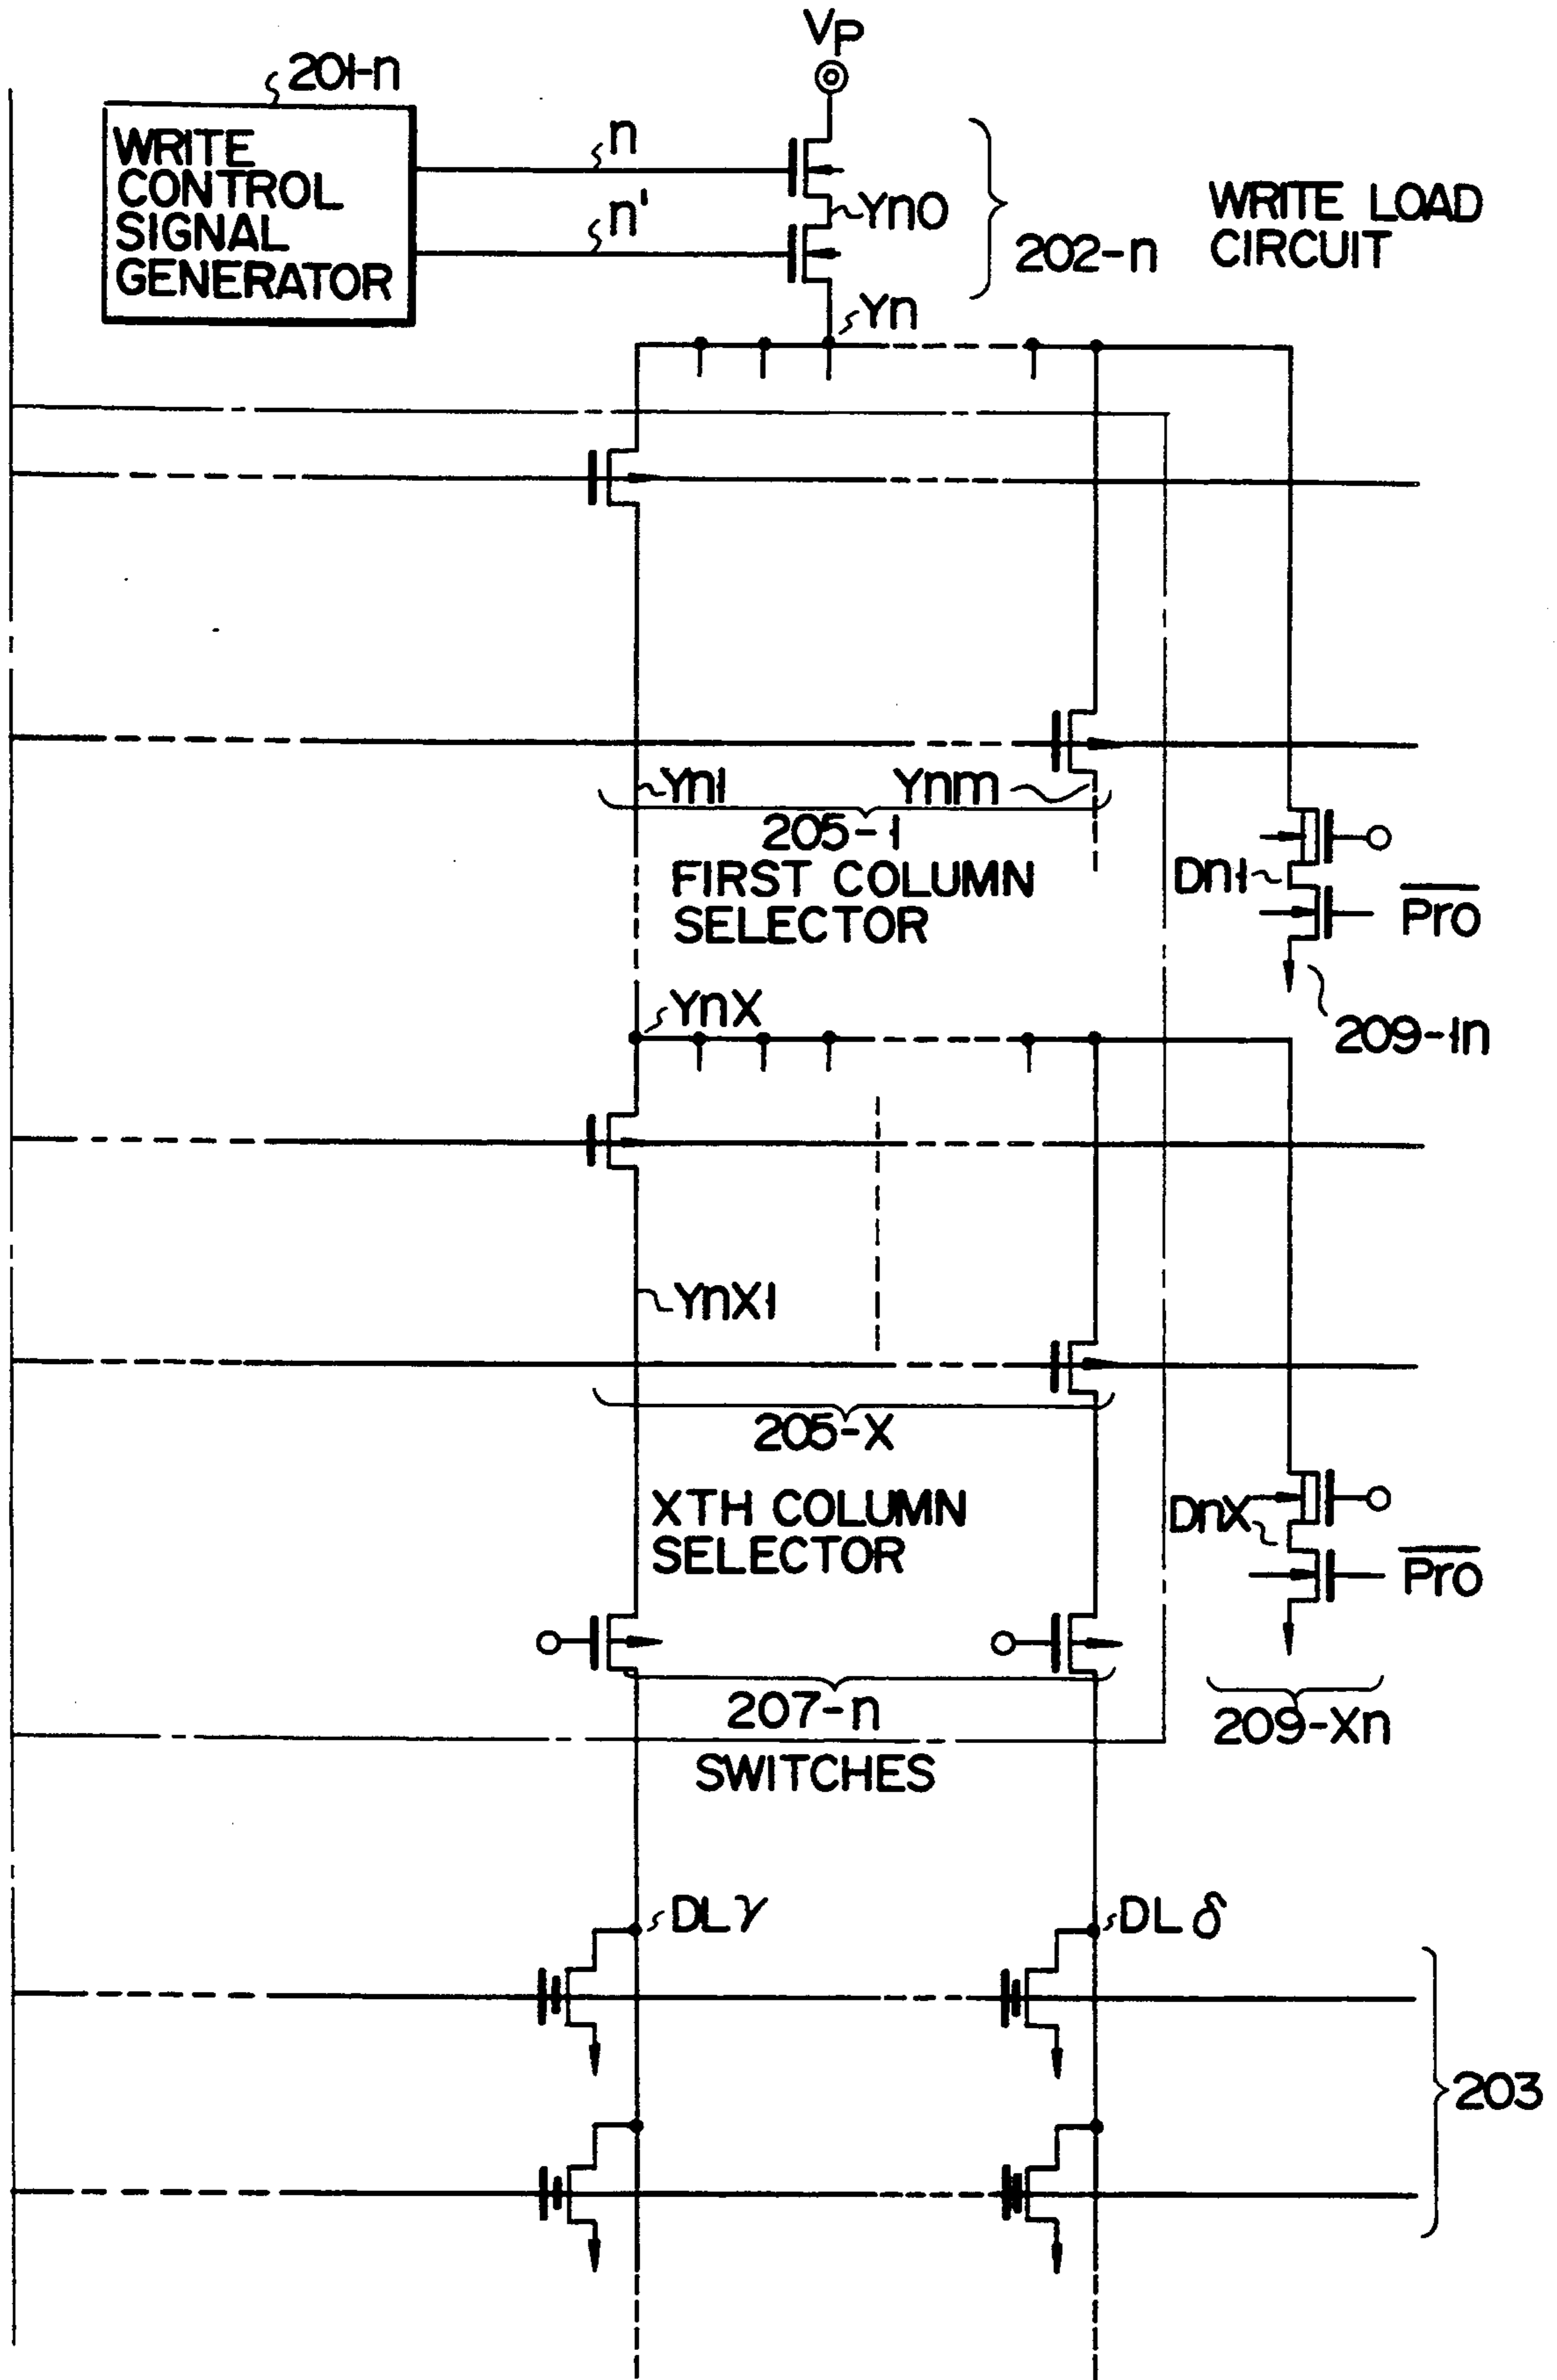 VP
201-n
WRITE
CONTROL
SIGNAL
GENERATOR
n
n'
Yn0
202-n
WRITE LOAD
CIRCUIT
Yn
Yn1
Ynm
205-1
FIRST COLUMN
SELECTOR
Dn1
Pro
209-1n
YnX
YnX1
205-X
XTH COLUMN
SELECTOR
DnX
Pro
207-n
SWITCHES
209-Xn
DLγ
DLδ
203